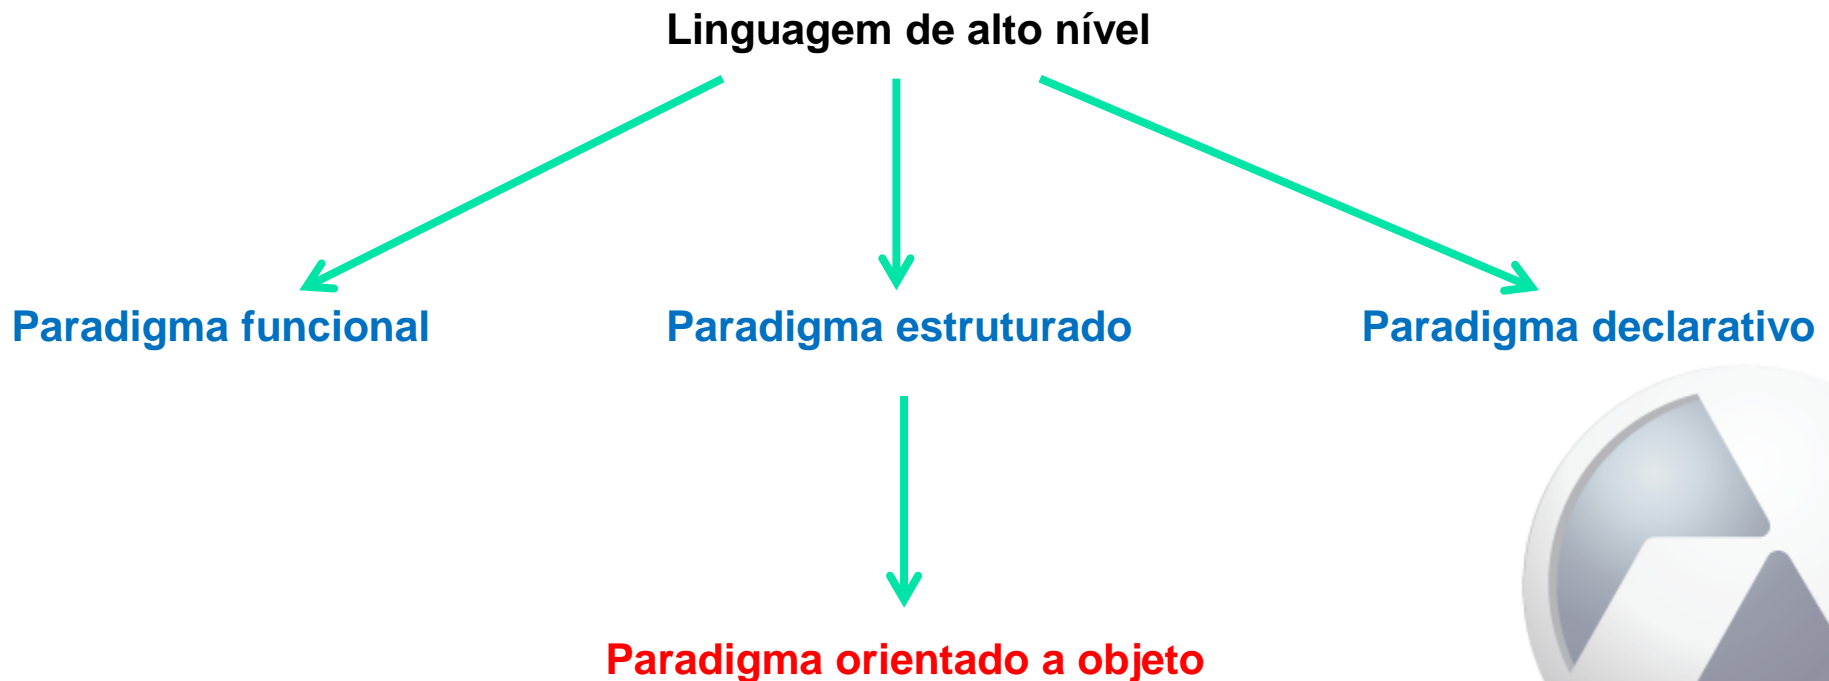 Linguagem de alto nível
Paradigma funcional
Paradigma estruturado
Paradigma declarativo
Paradigma orientado a objeto